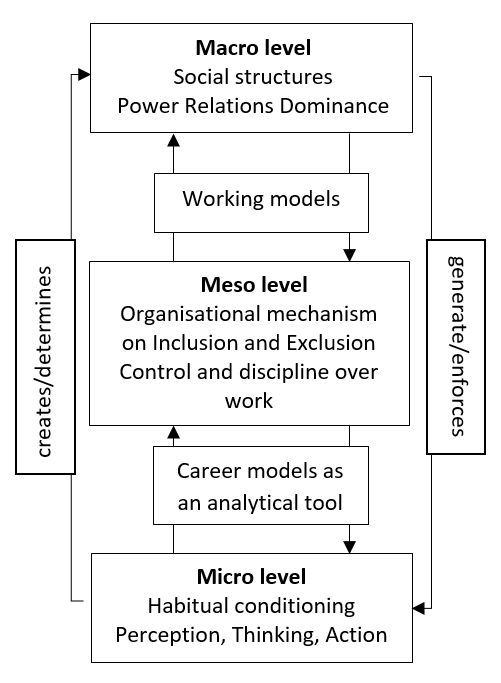 Macro level
Social structures
Power Relations Dominance
Working models
creates/determines
generate/enforces
Meso level
Organisational mechanism
on Inclusion and Exclusion
Control and discipline over
work
Career models as
an analytical tool
Micro level
Habitual conditioning
Perception, Thinking, Action